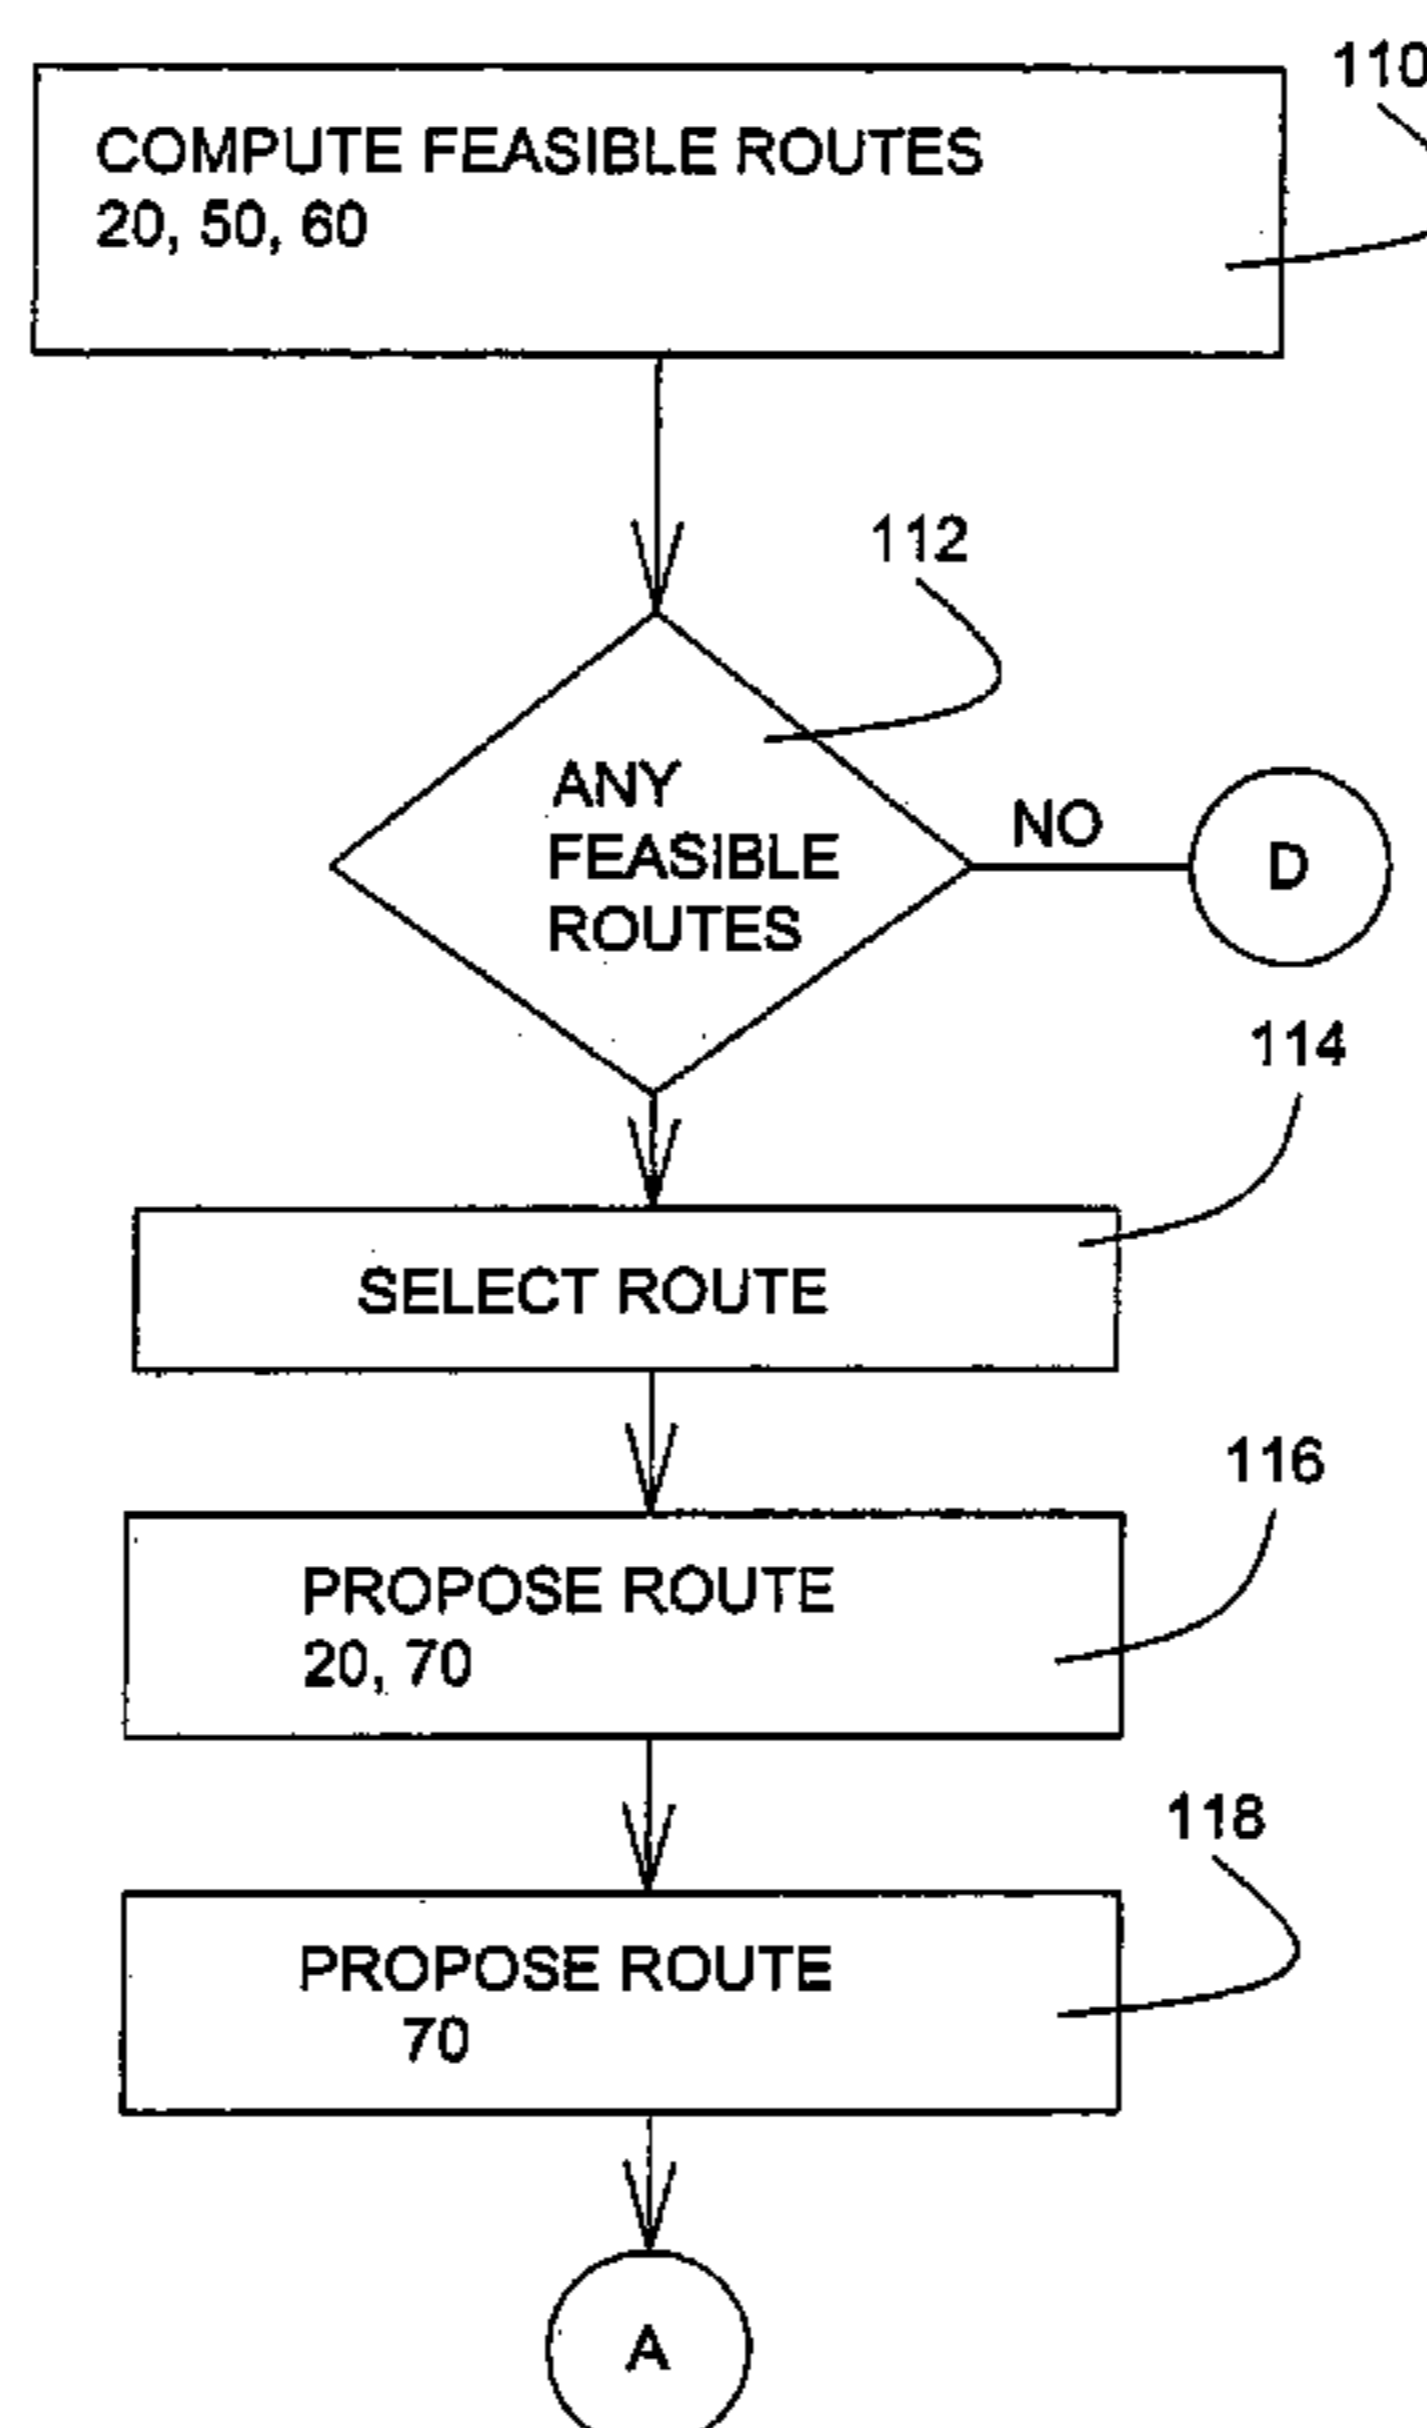 110
COMPUTE FEASIBLE ROUTES
20, 50, 60
112
ANY
FEASIBLE
ROUTES
NO
D
114
SELECT ROUTE
116
PROPOSE ROUTE
20, 70
118
PROPOSE ROUTE
70
A